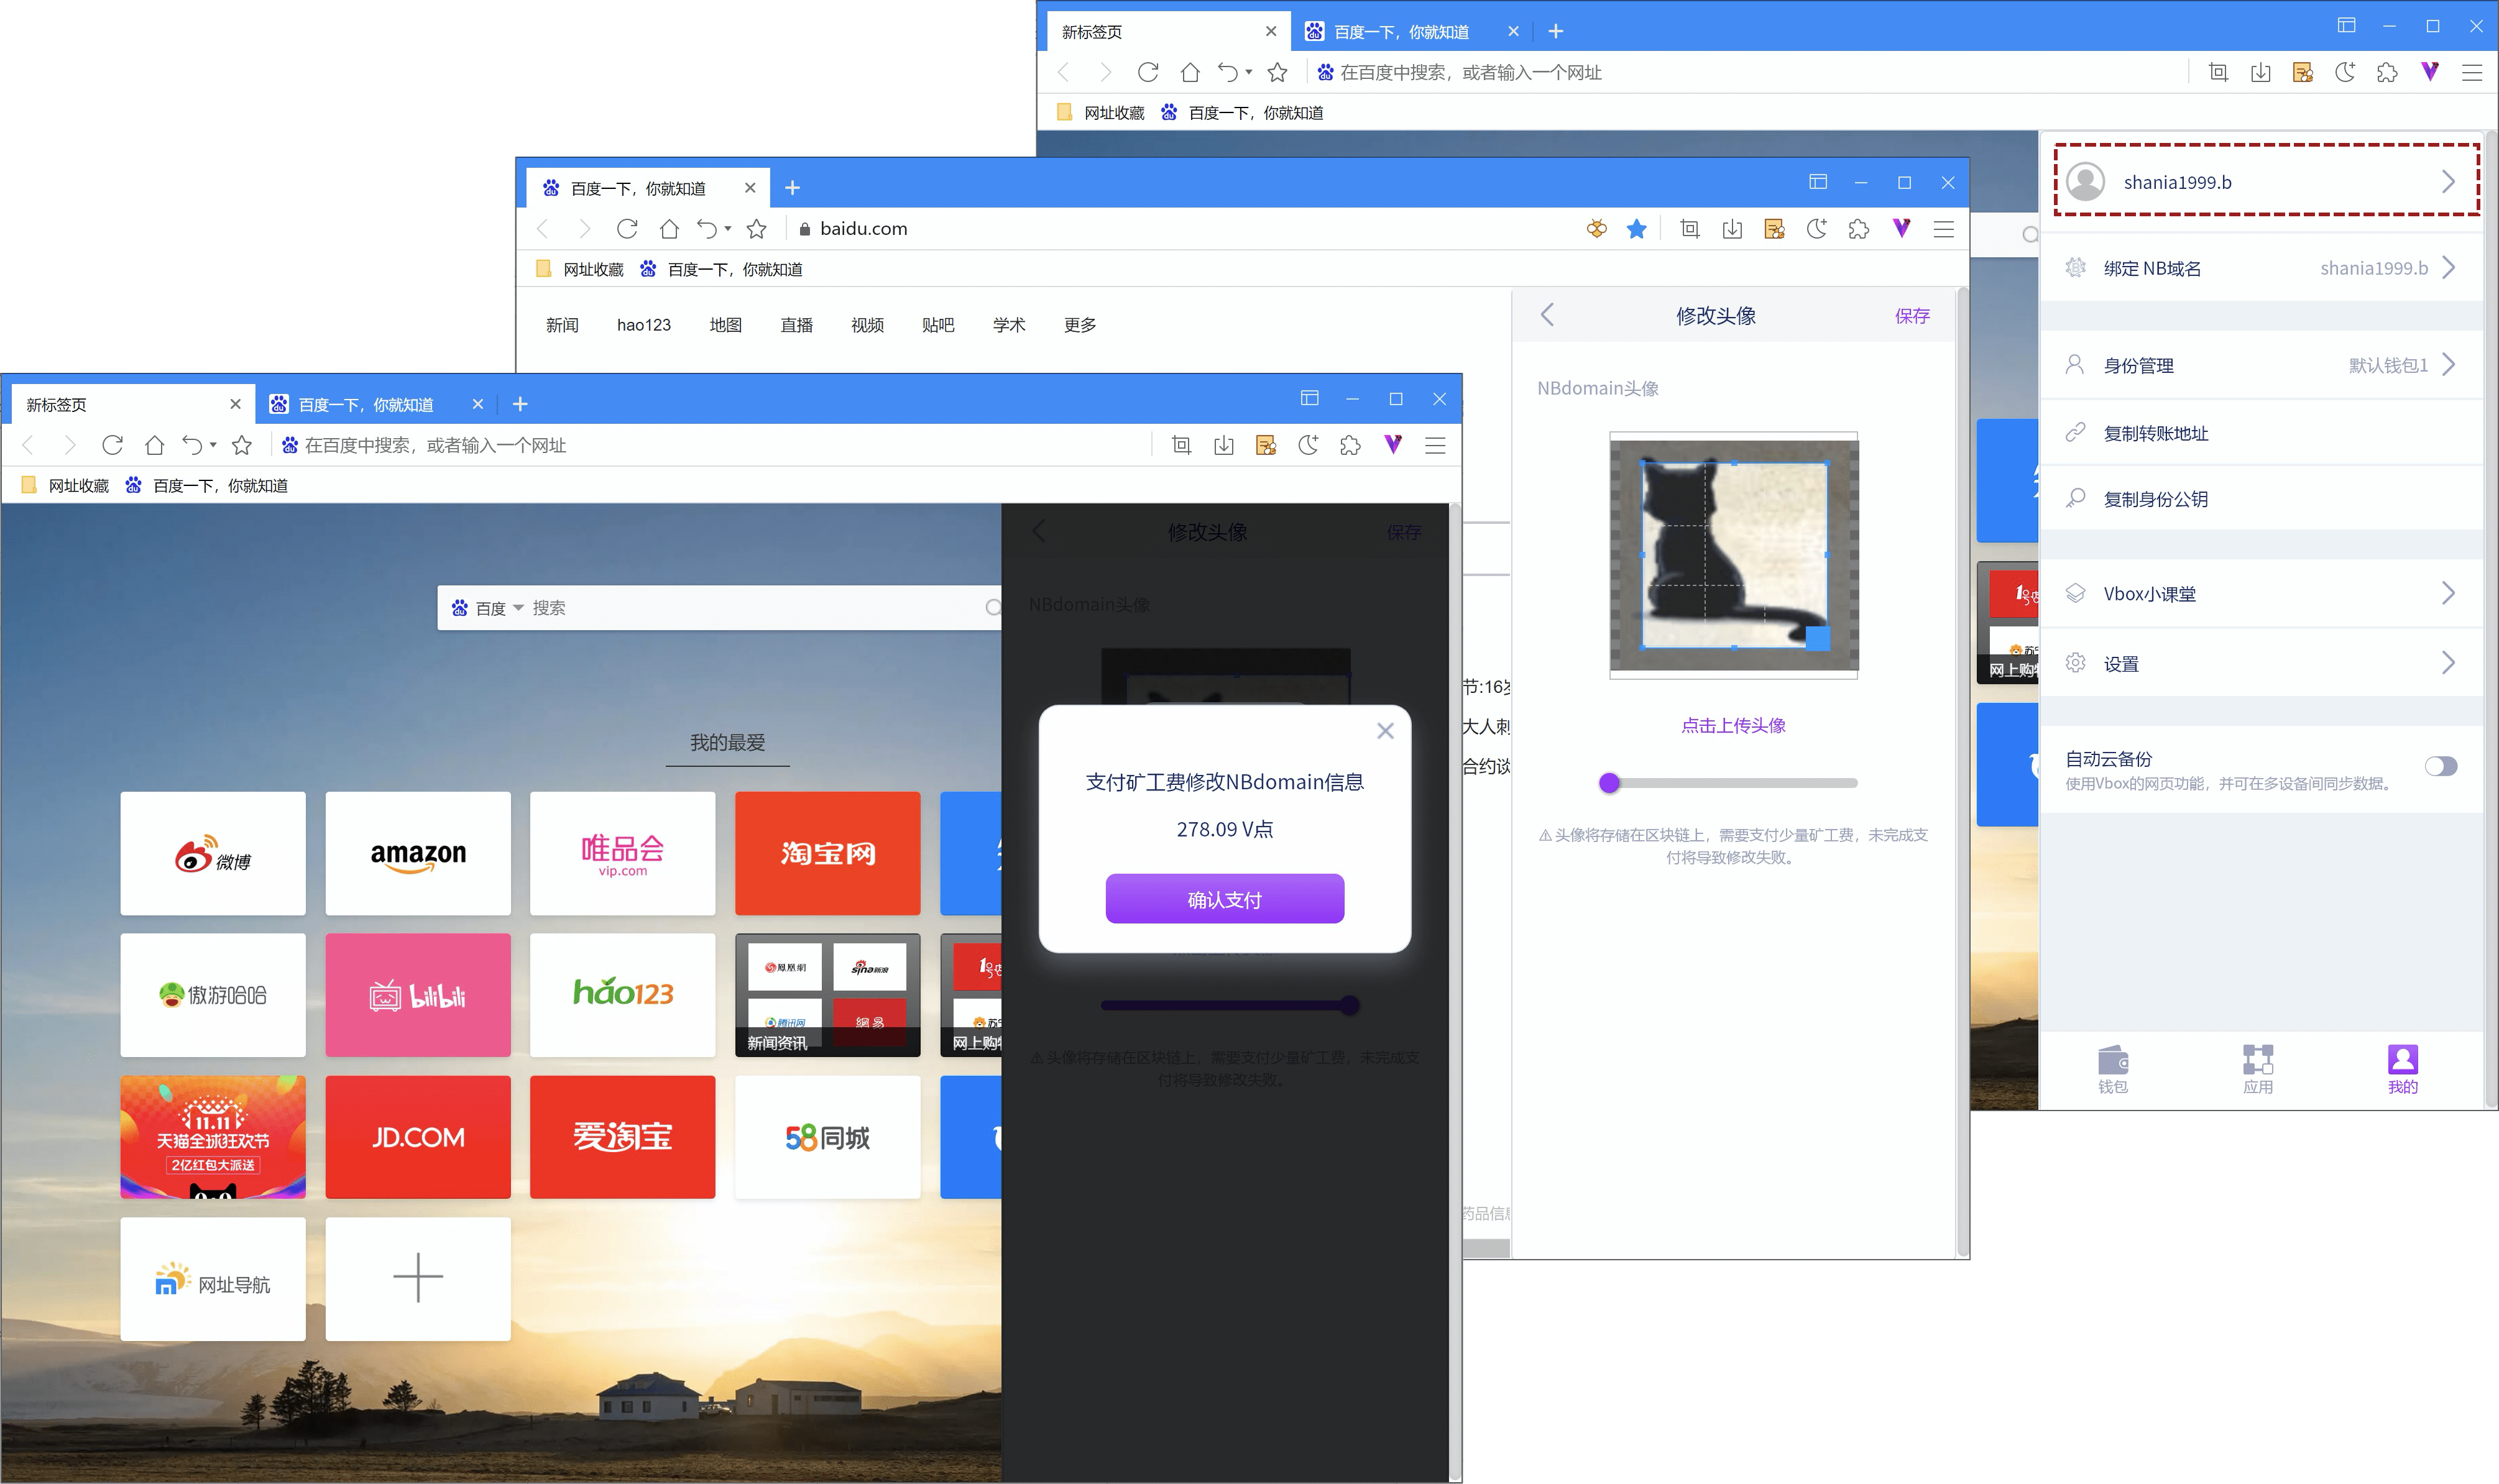 新标签页
百度一下，你就知道
在百度中搜索，或者输入一个网址
网址收藏
百度一下，你就知道
shania1999.b
绑定 NB域名
shania1999.b
身份管理
默认钱包1
复制转账地址
复制身份公钥
Vbox小课堂
设置
自动云备份
使用Vbox的网页功能，并可在多设备间同步数据。
钱包
应用
我的
百度一下，你就知道
baidu.com
网址收藏
百度一下，你就知道
新闻
hao123
地图
直播
视频
贴吧
学术
更多
修改头像
保存
NBdomain头像
点击上传头像
头像将存储在区块链上，需要支付少量矿工费，未完成支
付将导致修改失败。
节:16
大人刺
合约谈
药品信息
新标签页
百度一下，你就知道
在百度中搜索，或者输入一个网址
网址收藏
百度一下，你就知道
百度
搜索
我的最爱
微博
amazon
唯品会
vip.com
淘宝网
傲游哈哈
bilibili
hao123
凤凰網
sina新浪
腾讯网
網易
新闻资讯
网上购物
11.11
天猫全球狂欢节
2亿红包大派送
JD.COM
爱淘宝
58同城
网址导航
修改头像
保存
NBdomain头像
支付矿工费修改NBdomain信息
278.09 V点
确认支付
头像将存储在区块链上，需要支付少量矿工费，未完成支
付将导致修改失败。